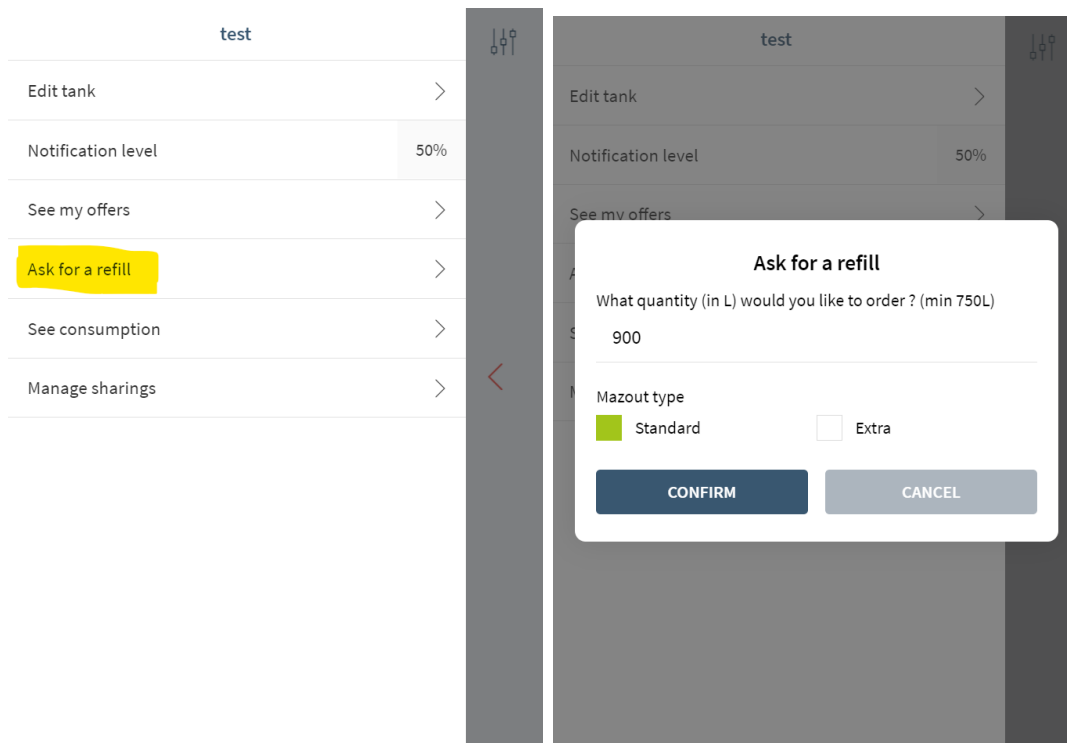 test
Edit tank
Notification level 50%
See my offers
Ask for a refill
See consumption
Manage sharings
test
Edit tank
Notification level 50%
See my offers
Ask for a refill
What quantity (in L) would you like to order ? (min 750L)
900
Mazout type
Standard Extra
CONFIRM CANCEL